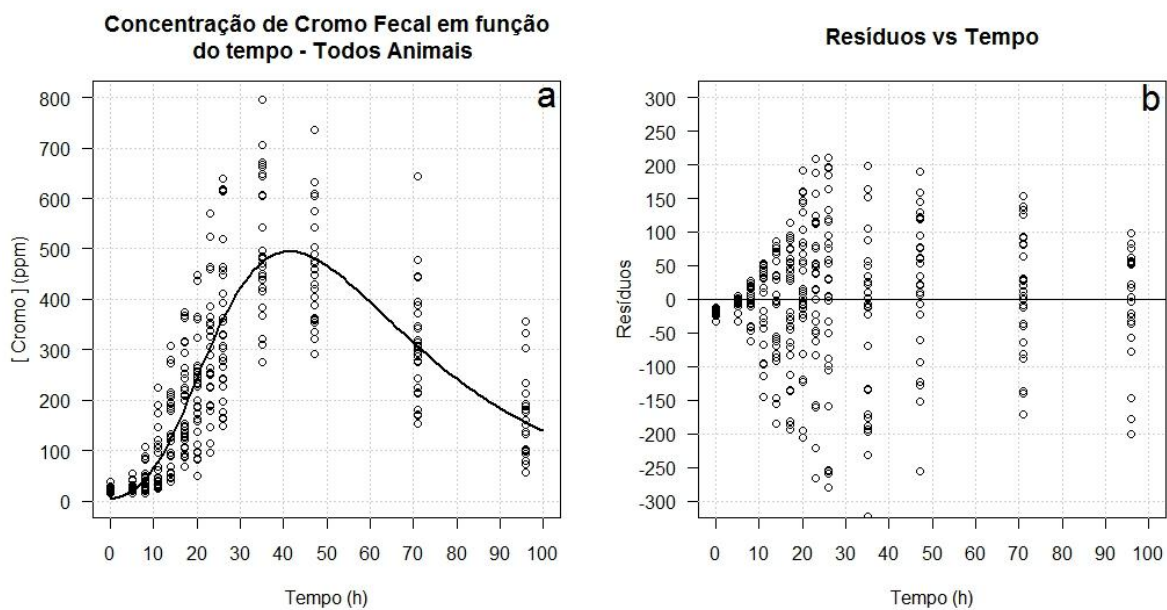 Concentração de Cromo Fecal em função
do tempo - Todos Animais
a
[ Cromo ] (ppm)
800
700
600
500
400
300
200
100
0
0 10 20 30 40 50 60 70 80 90 100
Tempo (h)
Resíduos vs Tempo
b
Resíduos
300
250
200
150
100
50
0
-50
-100
-150
-200
-250
-300
0 10 20 30 40 50 60 70 80 90 100
Tempo (h)